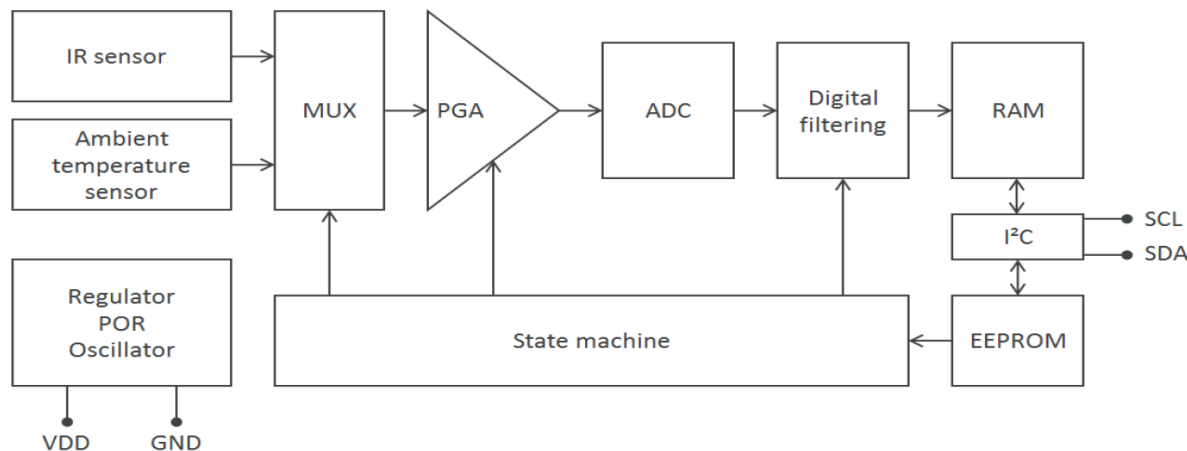 IR sensor
Ambient
temperature
sensor
MUX
PGA
ADC
Digital
filtering
RAM
I²C
SCL
SDA
Regulator
POR
Oscillator
State machine
EEPROM
VDD
GND